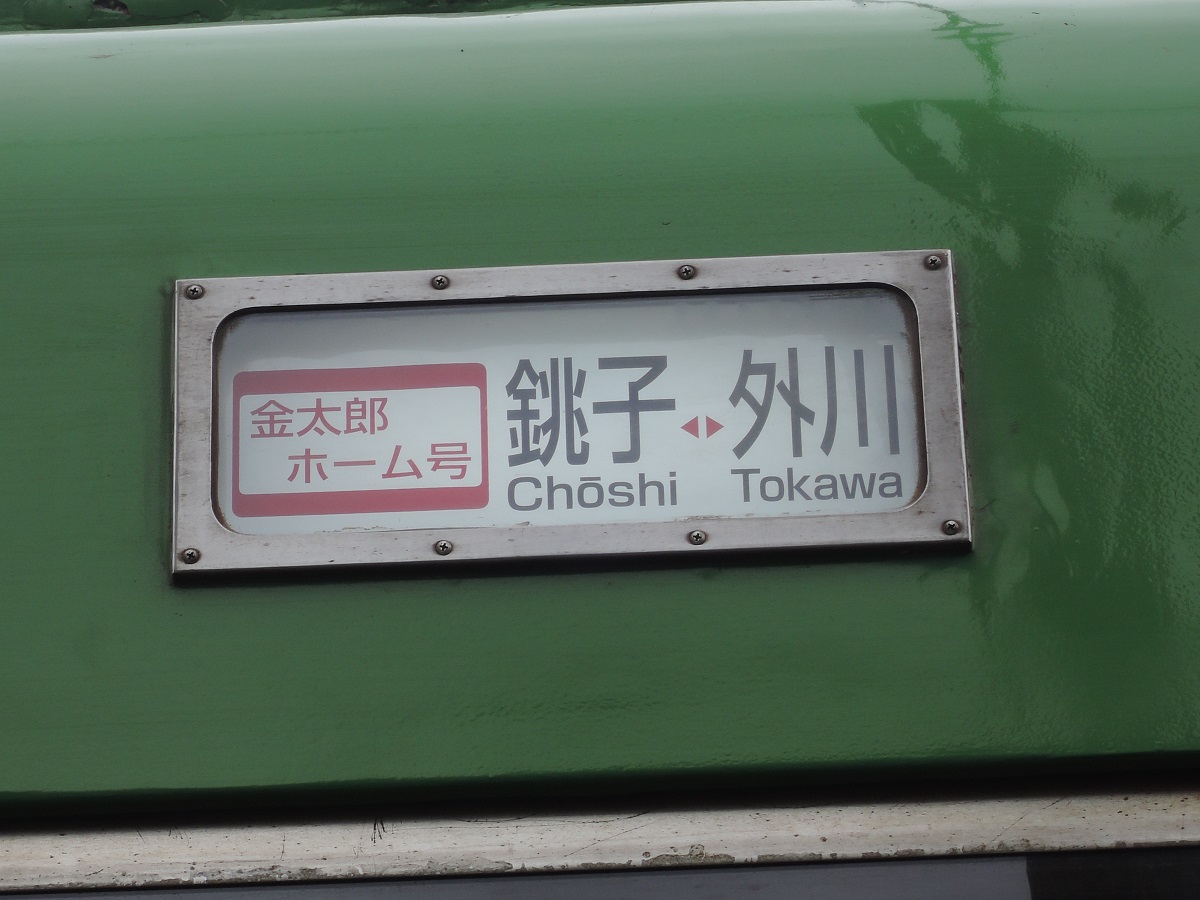 金太郎
ホーム号
銚子◀▶外川
Chōshi Tokawa